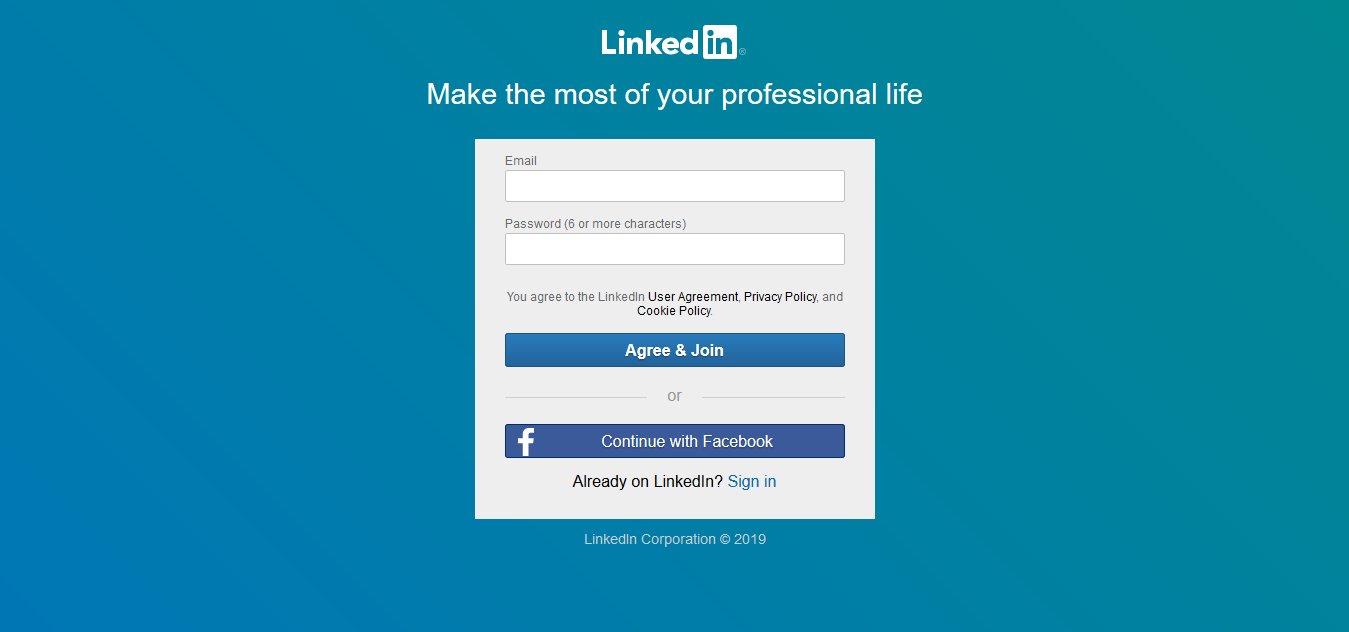 Linked in ®
Make the most of your professional life
Email
Password (6 or more characters)
You agree to the LinkedIn User Agreement, Privacy Policy, and
Cookie Policy.
Agree & Join
or
f Continue with Facebook
Already on LinkedIn? Sign in
LinkedIn Corporation © 2019